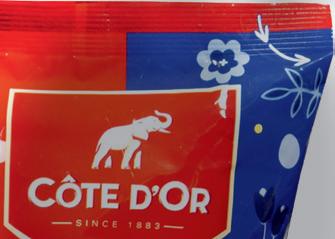 CÔTE D'OR
SINCE 1883